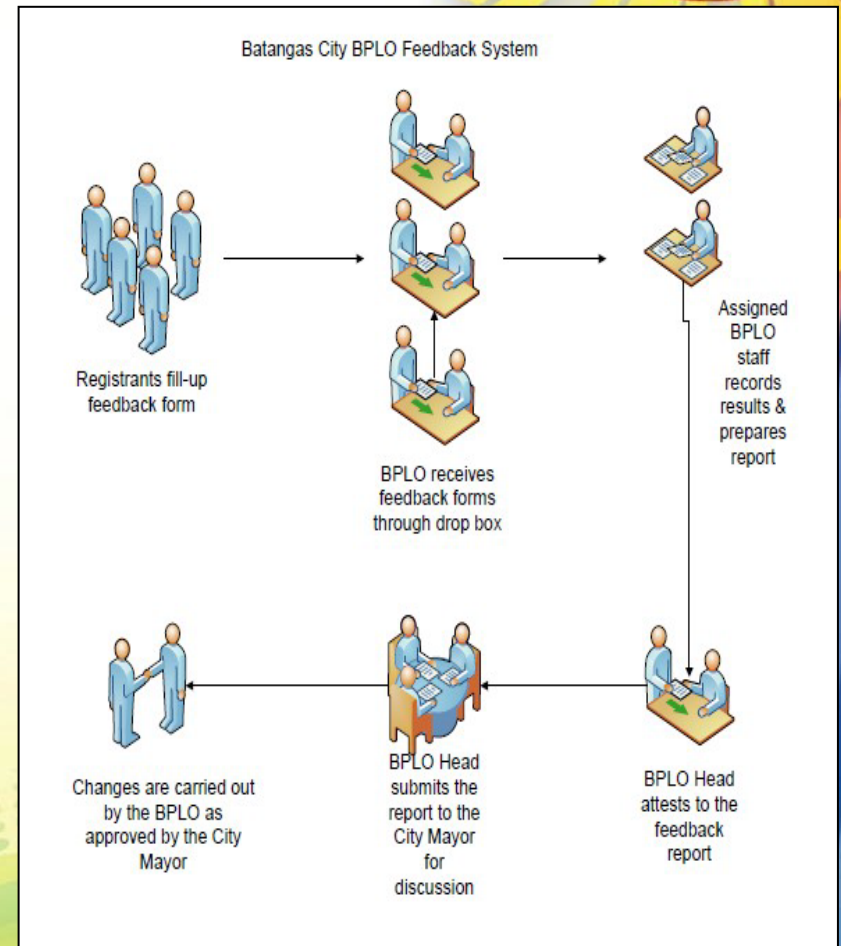 Batangas City BPLO Feedback System
Registrants fill-up
feedback form
BPLO receives
feedback forms
through drop box
Assigned
BPLO
staff
records
results &
prepares
report
BPLO Head
attests to the
feedback
report
BPLO Head
submits the
report to the
City Mayor
for
discussion
Changes are carried out
by the BPLO as
approved by the City
Mayor